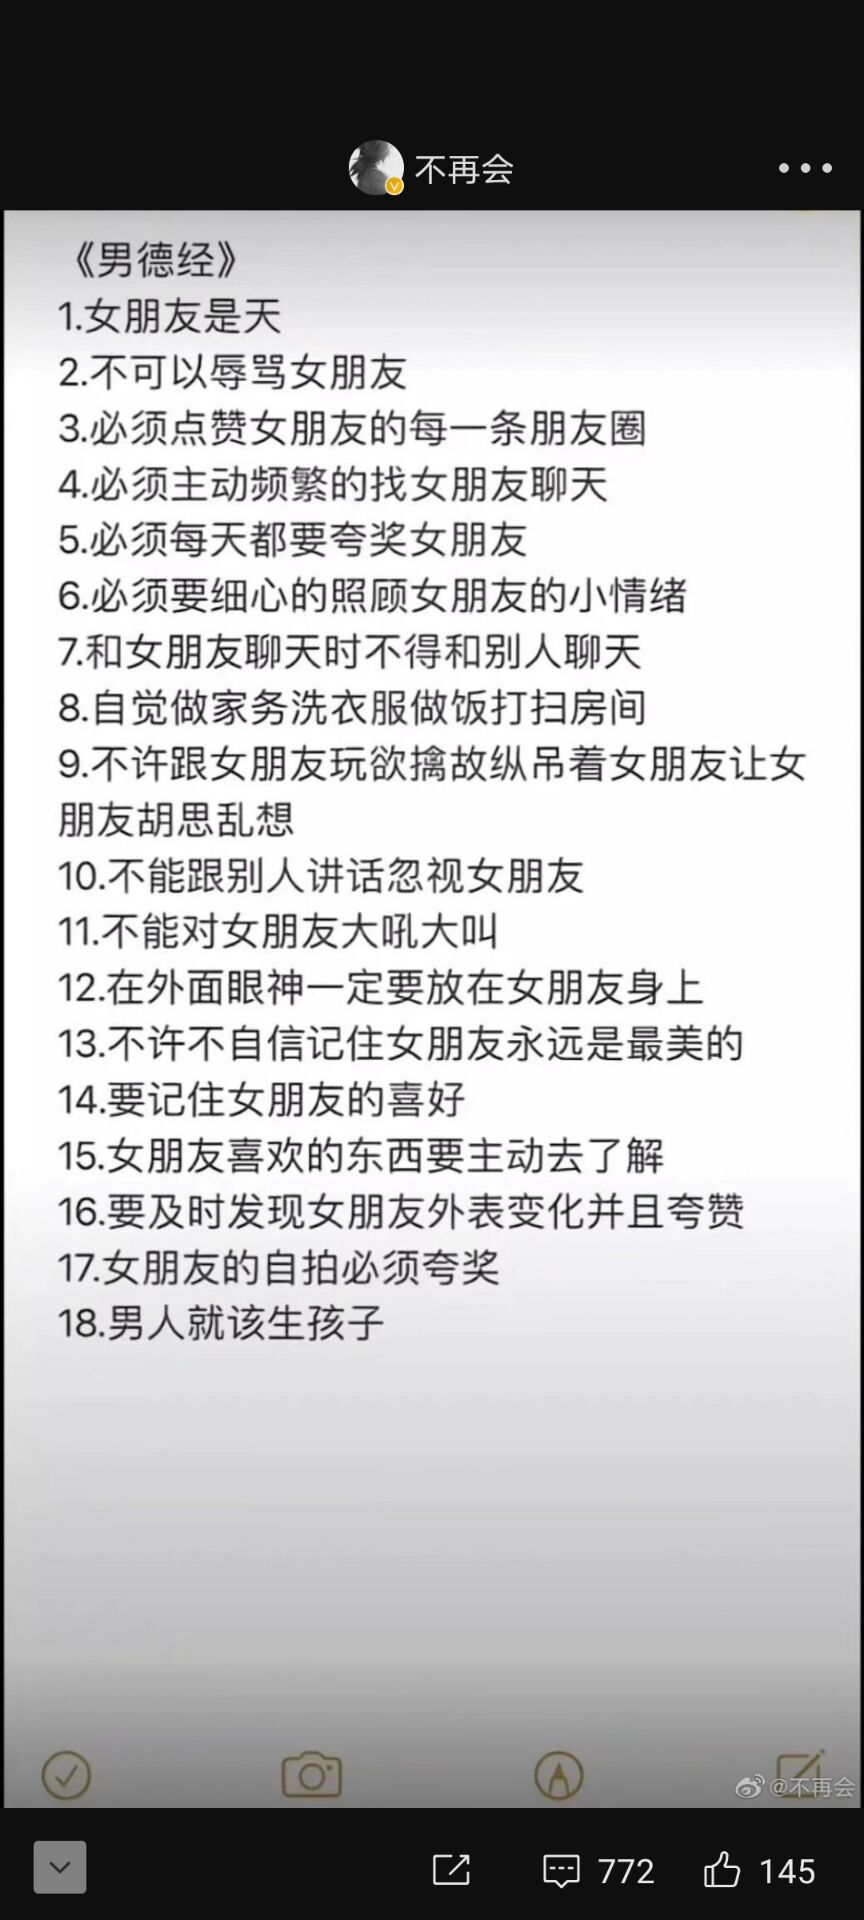 不再会
《男德经》
1.女朋友是天
2.不可以辱骂女朋友
3.必须点赞女朋友的每一条朋友圈
4.必须主动频繁的找女朋友聊天
5.必须每天都要夸奖女朋友
6.必须要细心的照顾女朋友的小情绪
7.和女朋友聊天时不得和别人聊天
8.自觉做家务洗衣服做饭打扫房间
9.不许跟女朋友玩欲擒故纵吊着女朋友让女
朋友胡思乱想
10.不能跟别人讲话忽视女朋友
11.不能对女朋友大吼大叫
12.在外面眼神一定要放在女朋友身上
13.不许不自信记住女朋友永远是最美的
14.要记住女朋友的喜好
15.女朋友喜欢的东西要主动去了解
16.要及时发现女朋友外表变化并且夸赞
17.女朋友的自拍必须夸奖
18.男人就该生孩子
@不再会
772
145